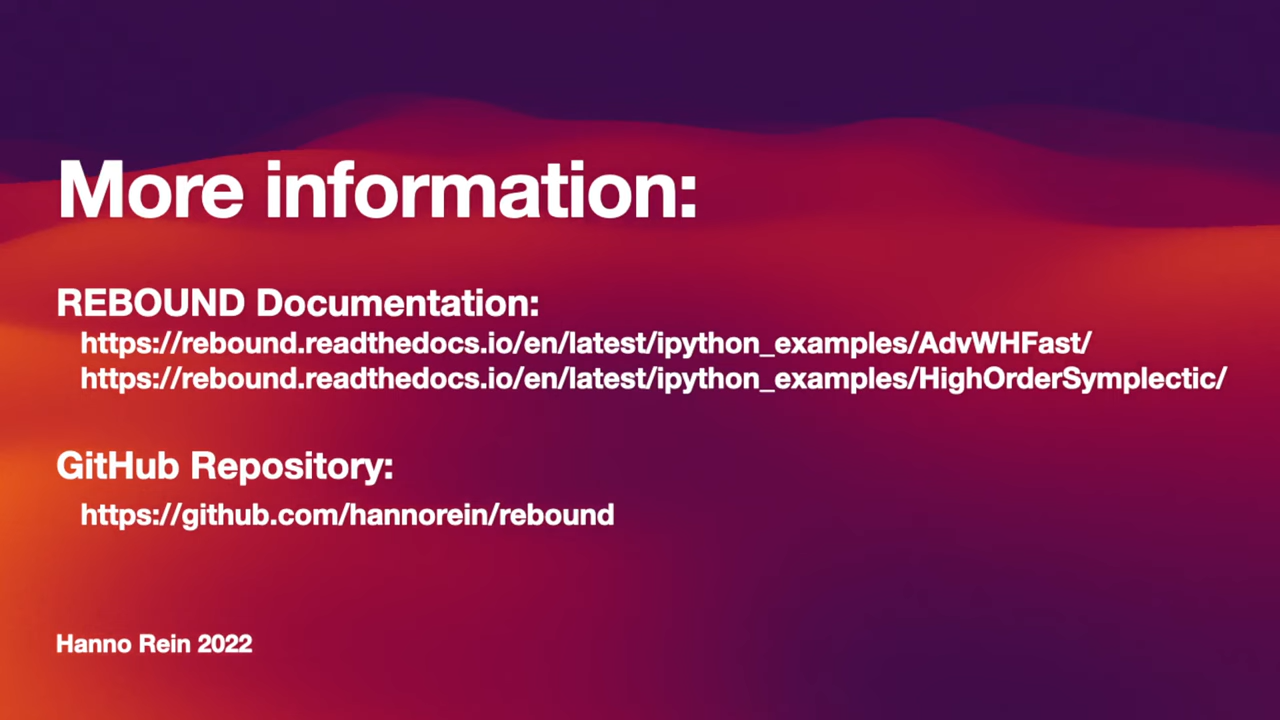 More information:
REBOUND Documentation:
https://rebound.readthedocs.io/en/latest/ipython_examples/AdvWHFast/
https://rebound.readthedocs.io/en/latest/ipython_examples/HighOrderSymplectic/
GitHub Repository:
https://github.com/hannorein/rebound
Hanno Rein 2022